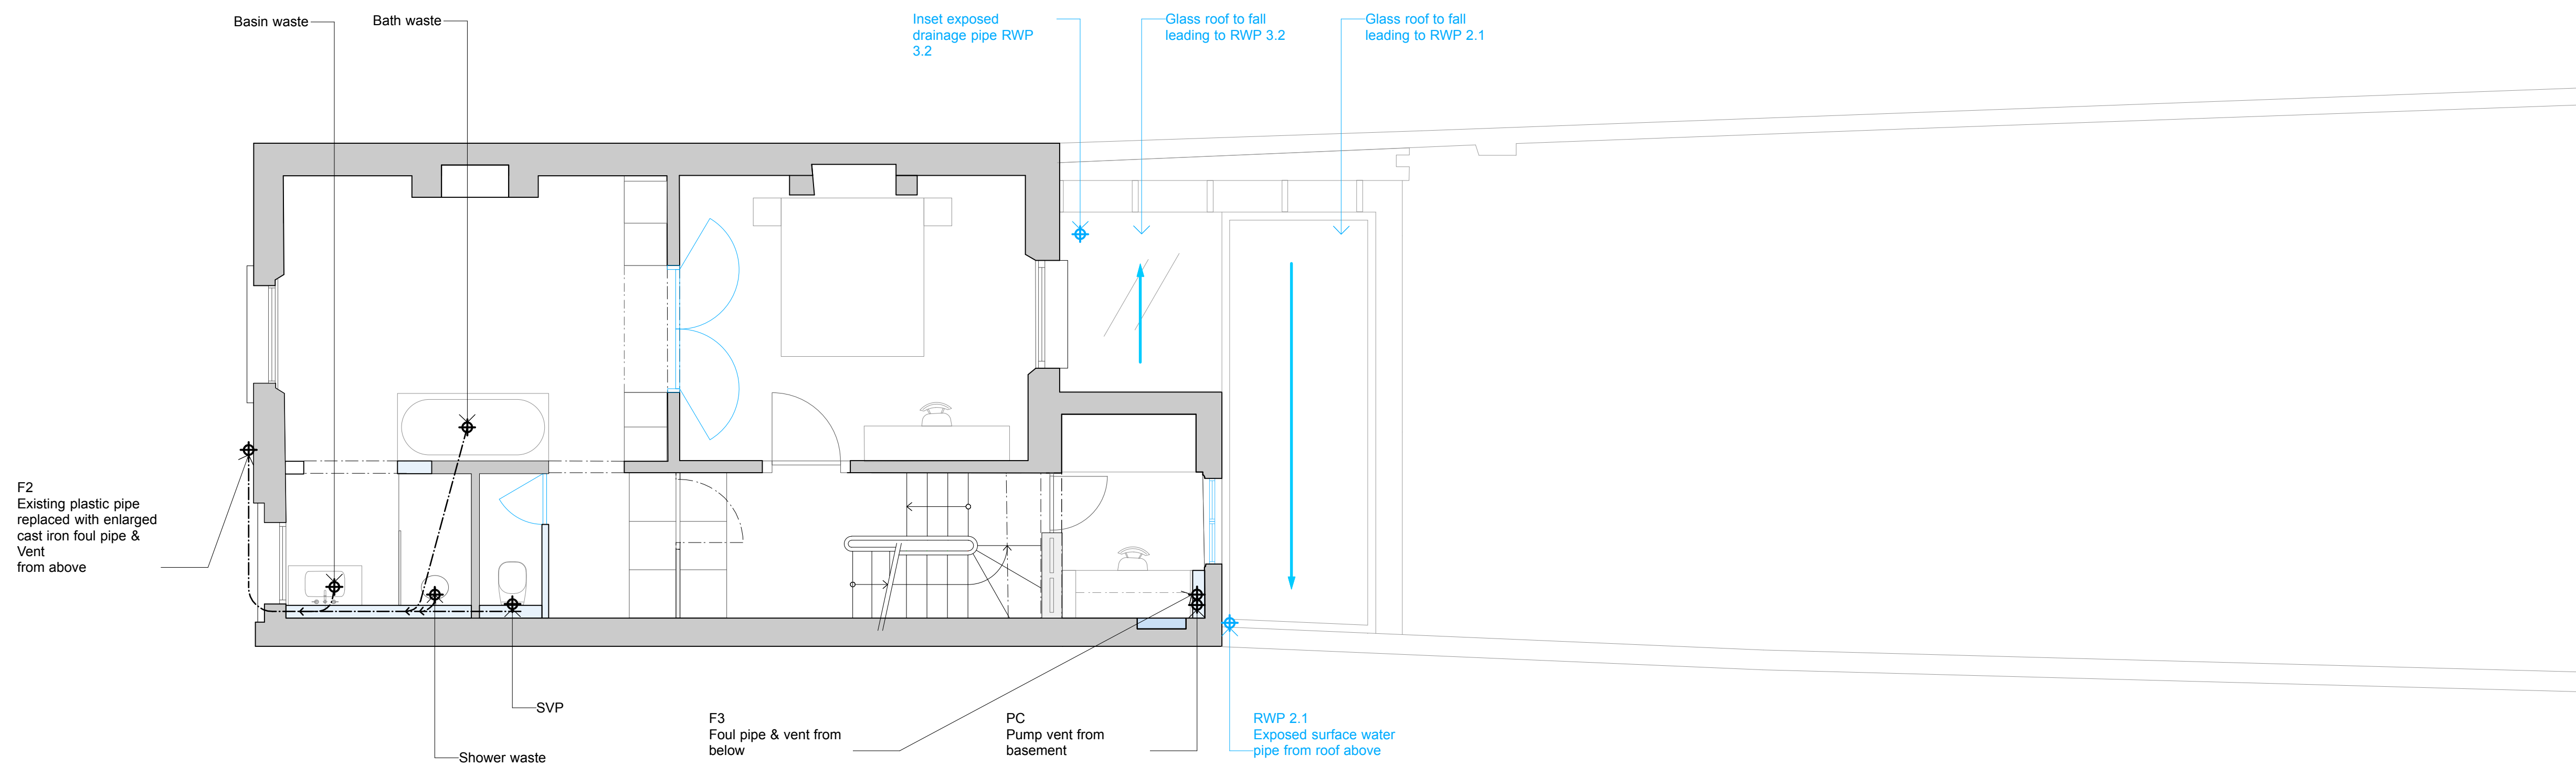 Basin waste
Bath waste
Inset exposed
drainage pipe RWP
3.2
Glass roof to fall
leading to RWP 3.2
Glass roof to fall
leading to RWP 2.1
F2
Existing plastic pipe
replaced with enlarged
cast iron foul pipe &
Vent
from above
SVP
Shower waste
F3
Foul pipe & vent from
below
PC
Pump vent from
basement
RWP 2.1
Exposed surface water
pipe from roof above